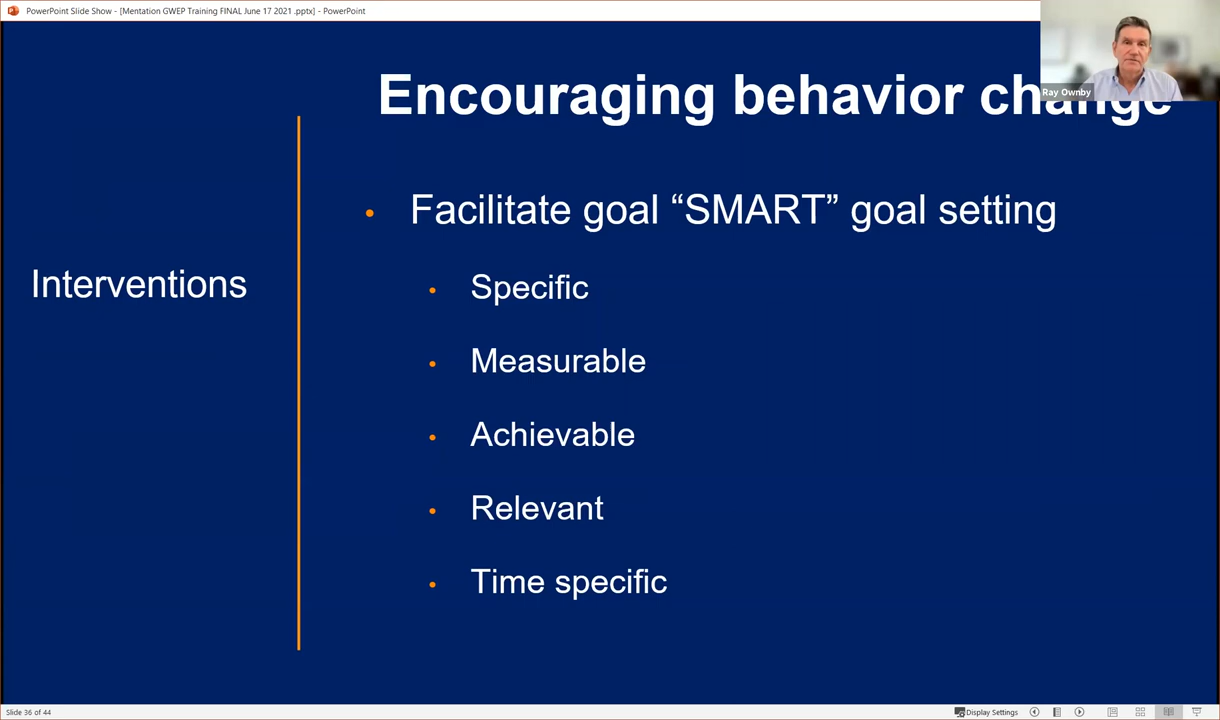 PowerPoint Slide Show - [Mentation GWEP Training FINAL June 17 2021 .pptx] - PowerPoint
Ray Ownby
Encouraging behavior change
Interventions
• Facilitate goal “SMART” goal setting
• Specific
• Measurable
• Achievable
• Relevant
• Time specific
Slide 36 of 44
Display Settings